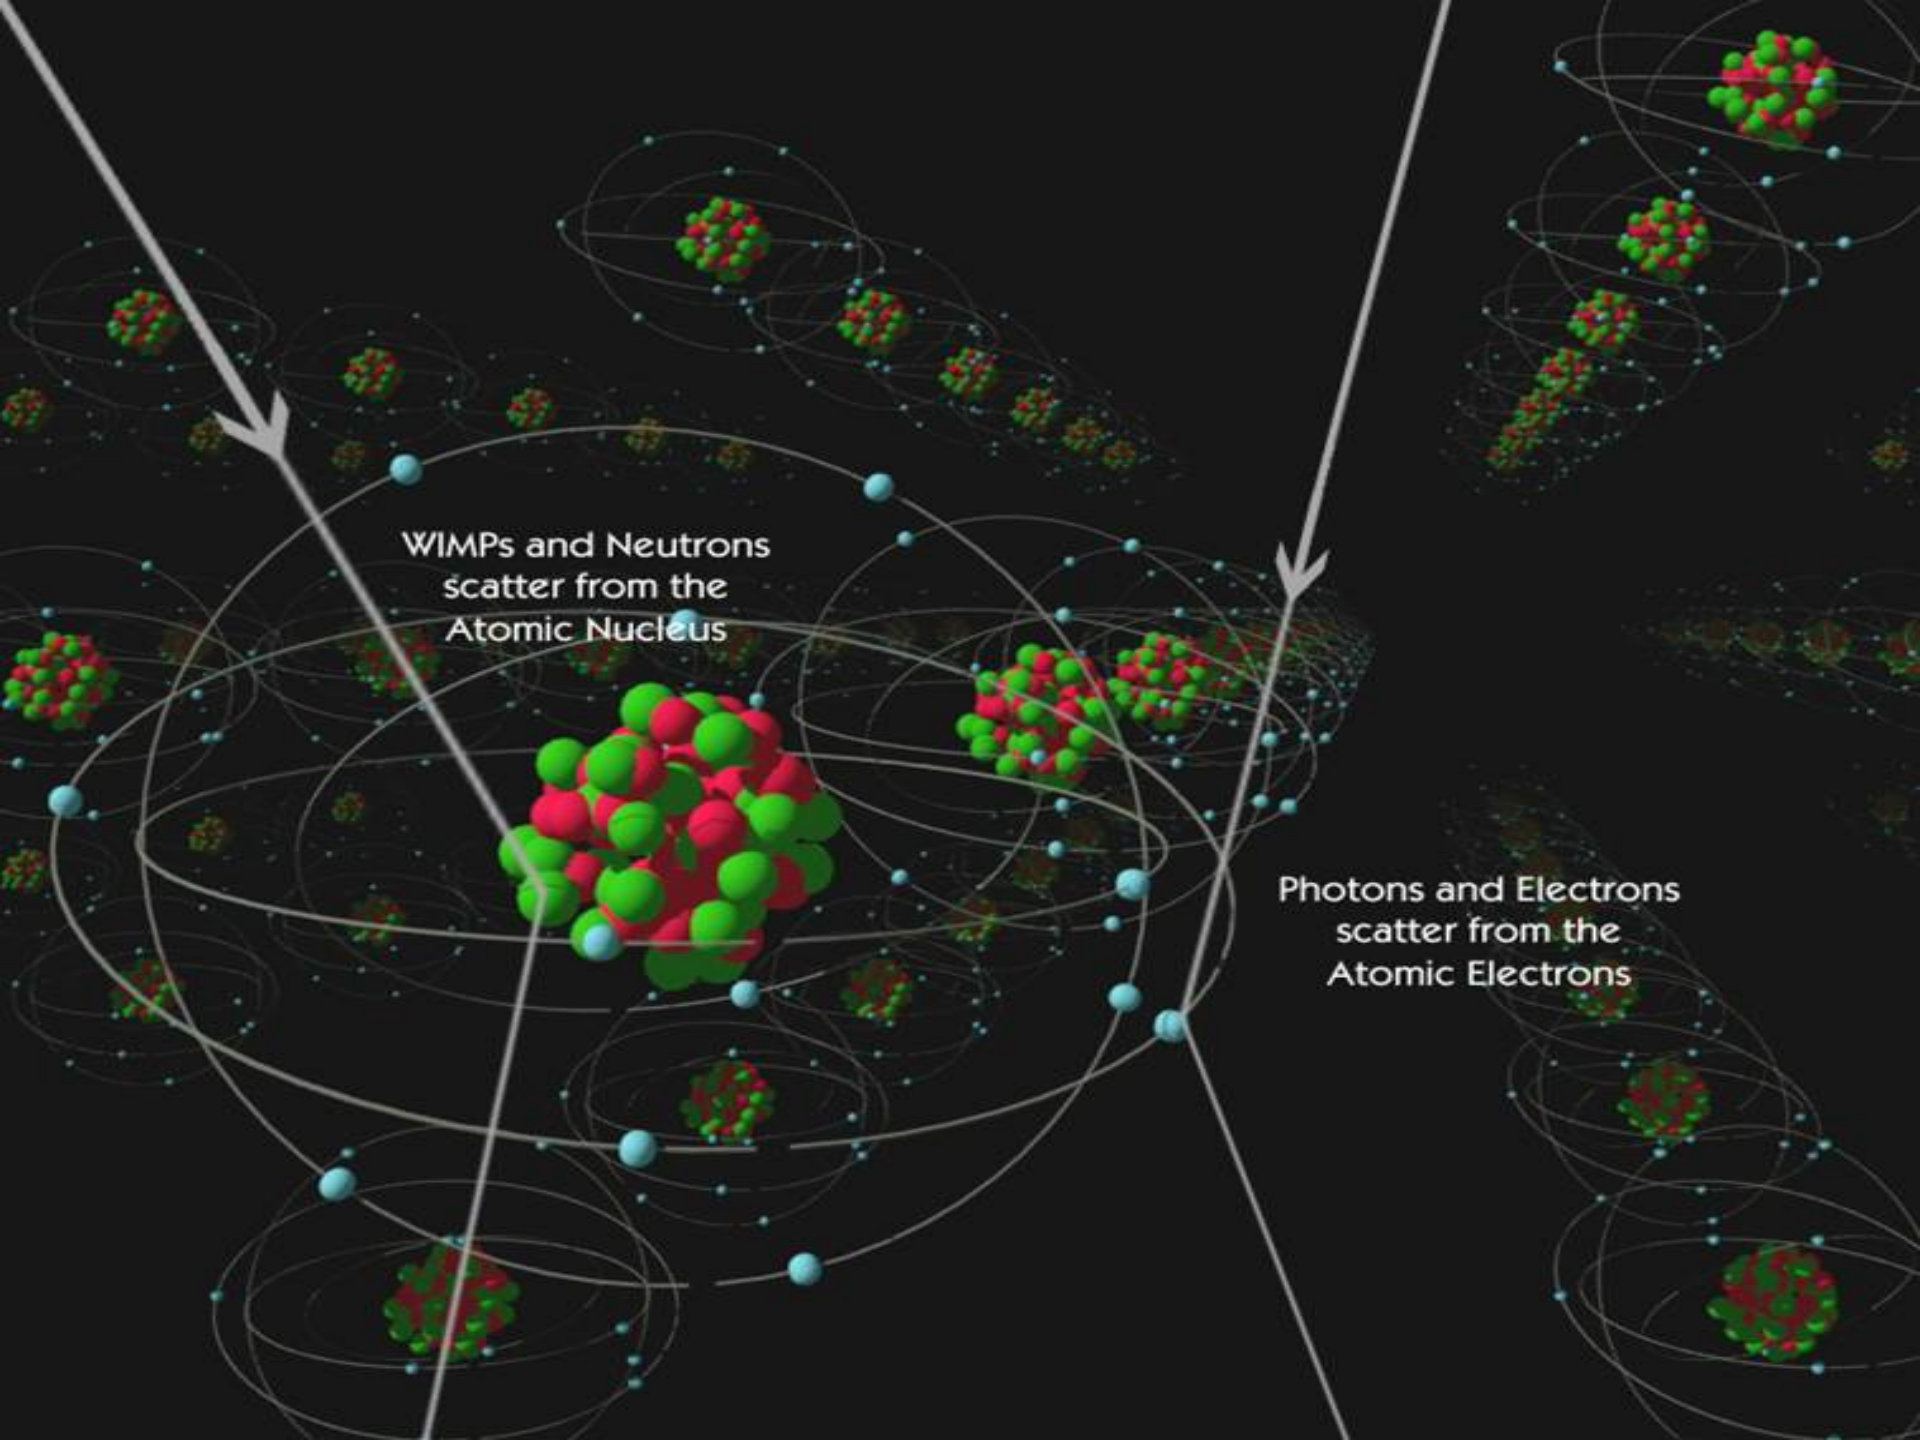 WIMPs and Neutrons
scatter from the
Atomic Nucleus
Photons and Electrons
scatter from the
Atomic Electrons